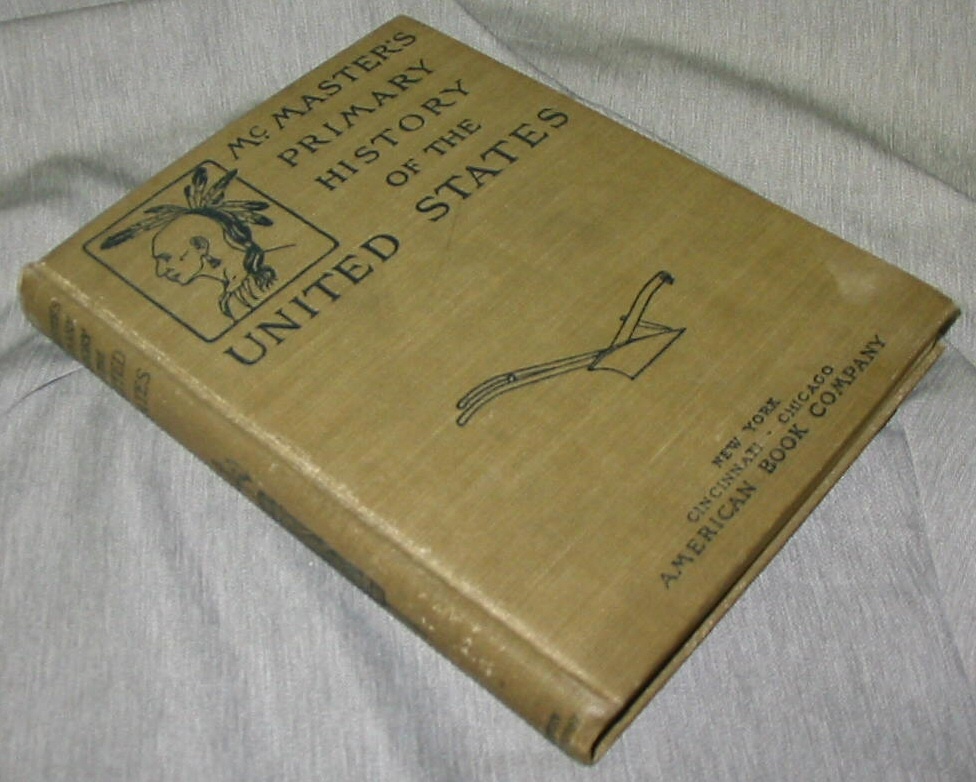 Mc MASTER'S
PRIMARY
HISTORY
OF THE
UNITED STATES
NEW YORK
CINCINNATI · CHICAGO
AMERICAN BOOK COMPANY